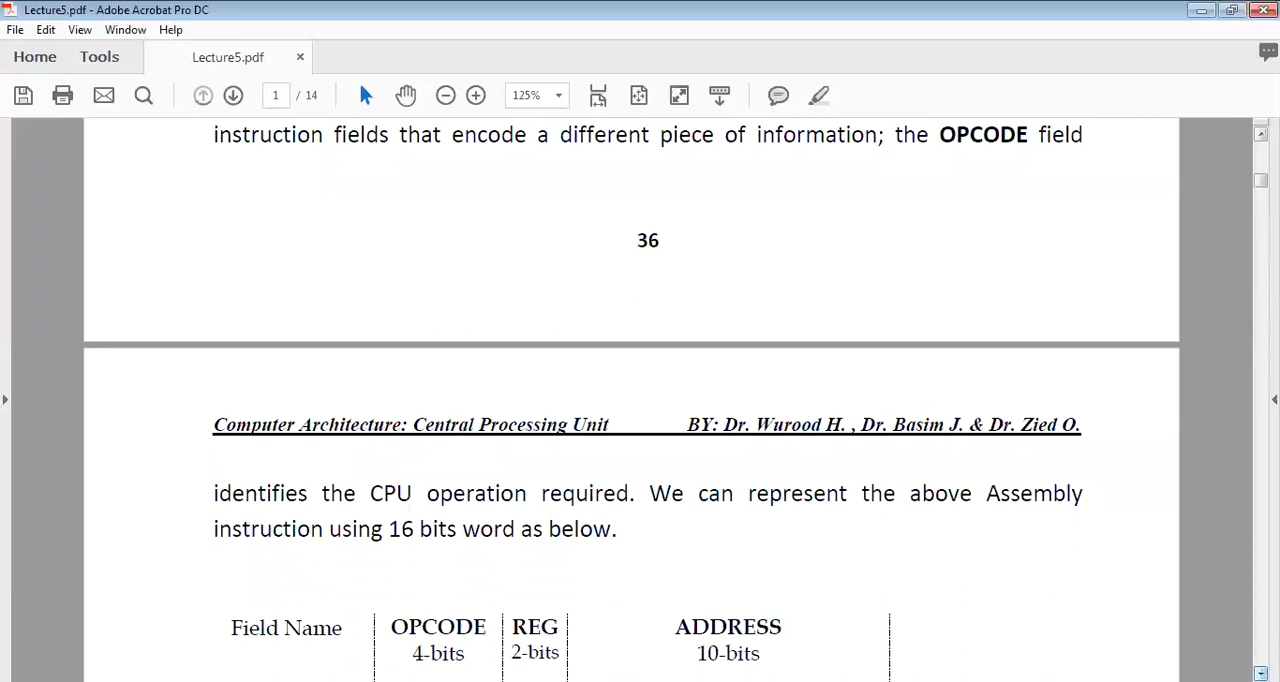 Lecture5.pdf - Adobe Acrobat Pro DC
File Edit View Window Help
Home Tools Lecture5.pdf ×
1 / 14 125%
instruction fields that encode a different piece of information; the OPCODE field
36
Computer Architecture: Central Processing Unit BY: Dr. Wurood H. , Dr. Basim J. & Dr. Zied O.
identifies the CPU operation required. We can represent the above Assembly
instruction using 16 bits word as below.
Field Name OPCODE REG ADDRESS
4-bits 2-bits 10-bits